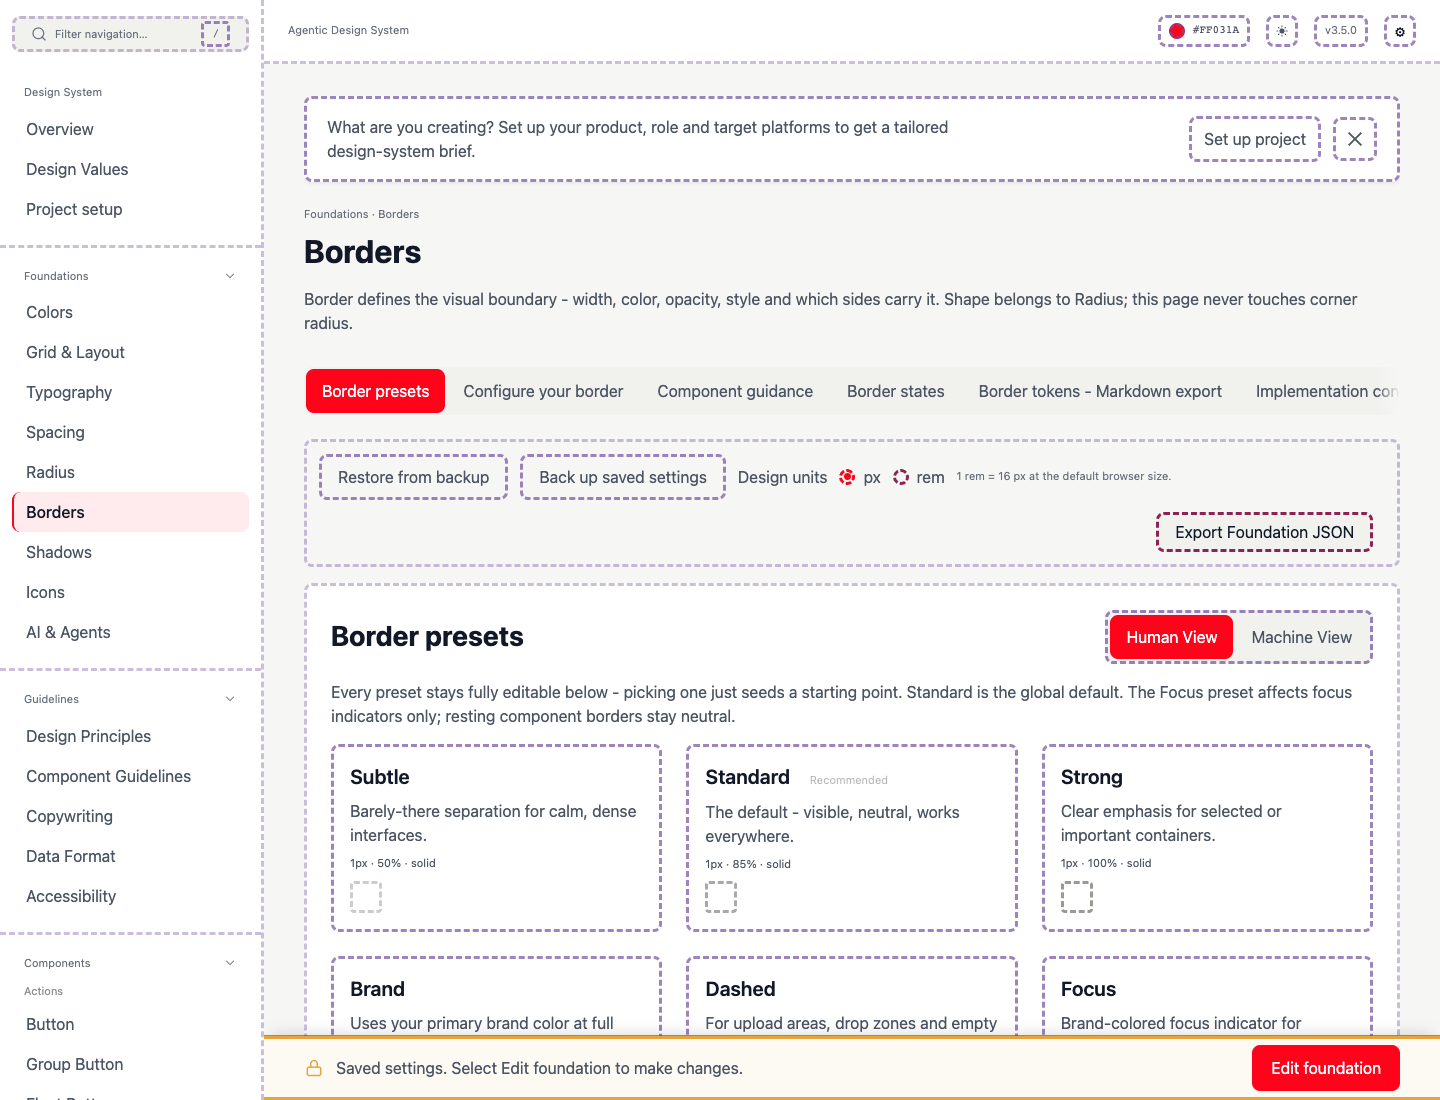 Filter navigation...
/
Agentic Design System
#FF031A
v3.5.0
Design System
Overview
Design Values
Project setup
Foundations
Colors
Grid & Layout
Typography
Spacing
Radius
Borders
Shadows
Icons
AI & Agents
Guidelines
Design Principles
Component Guidelines
Copywriting
Data Format
Accessibility
Components
Actions
Button
Group Button
What are you creating? Set up your product, role and target platforms to get a tailored
design-system brief.
Set up project
Foundations · Borders
Borders
Border defines the visual boundary - width, color, opacity, style and which sides carry it. Shape belongs to Radius; this page never touches corner
radius.
Border presets
Configure your border
Component guidance
Border states
Border tokens - Markdown export
Implementation con
Restore from backup
Back up saved settings
Design units
px
rem
1 rem = 16 px at the default browser size.
Export Foundation JSON
Border presets
Human View
Machine View
Every preset stays fully editable below - picking one just seeds a starting point. Standard is the global default. The Focus preset affects focus
indicators only; resting component borders stay neutral.
Subtle
Barely-there separation for calm, dense
interfaces.
1px · 50% · solid
Standard
Recommended
The default - visible, neutral, works
everywhere.
1px · 85% · solid
Strong
Clear emphasis for selected or
important containers.
1px · 100% · solid
Brand
Uses your primary brand color at full
Dashed
For upload areas, drop zones and empty
Focus
Brand-colored focus indicator for
Saved settings. Select Edit foundation to make changes.
Edit foundation